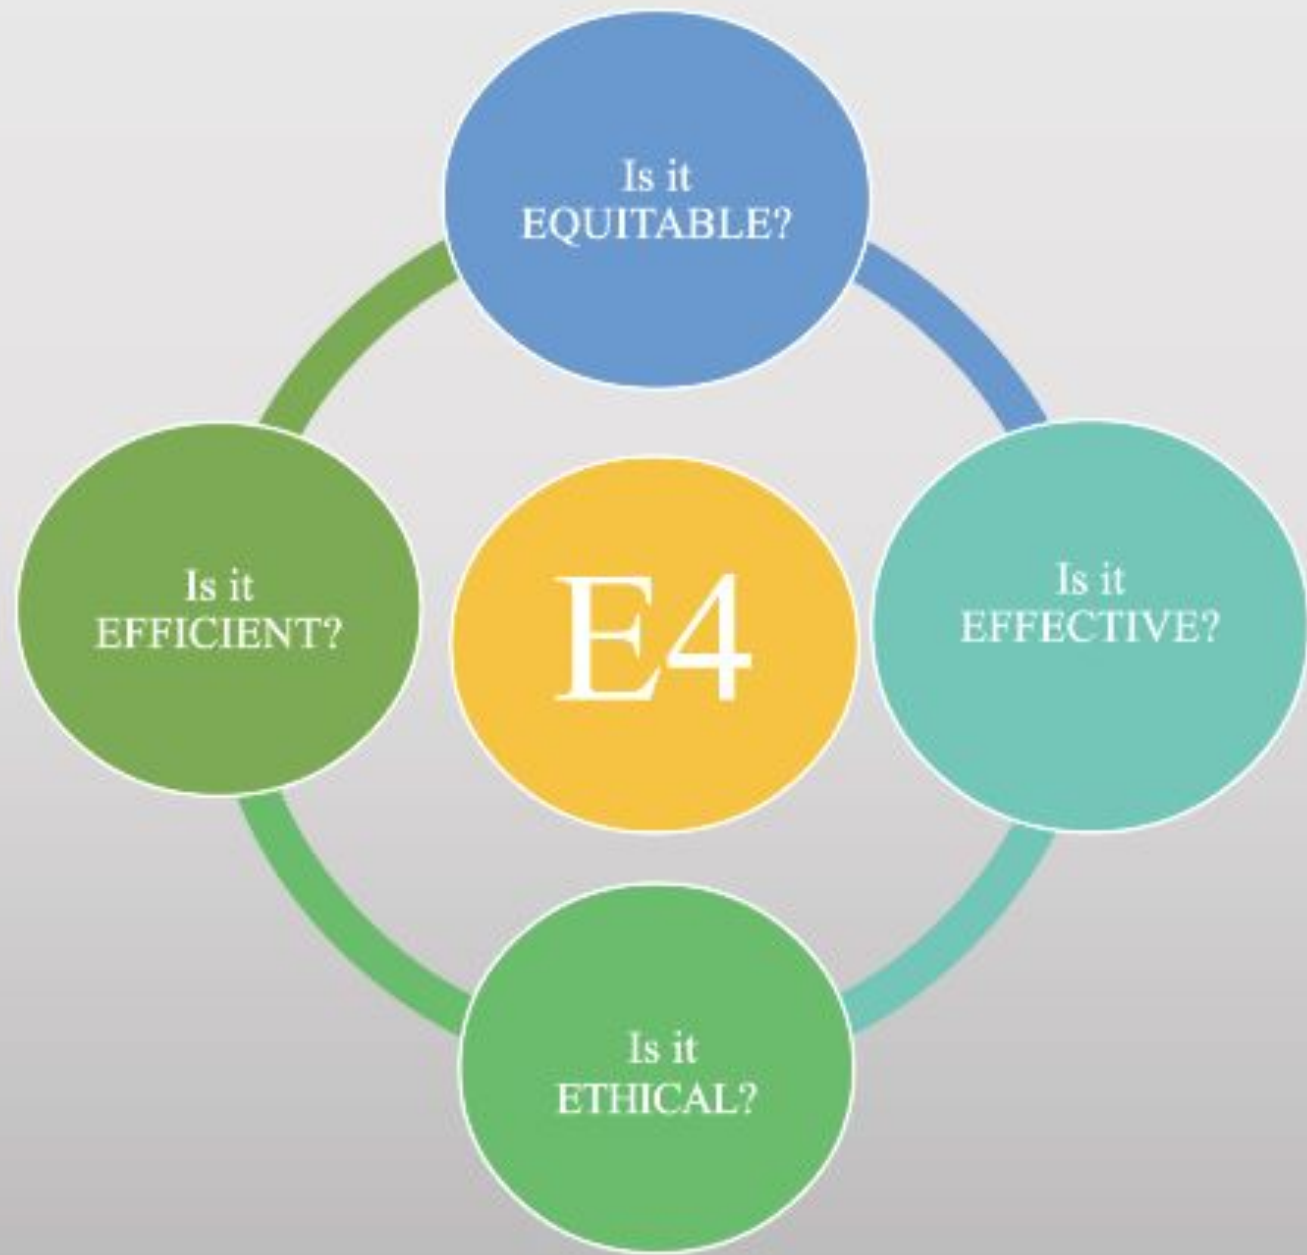 Is it
EQUITABLE?
Is it
EFFICIENT?
E4
Is it
EFFECTIVE?
Is it
ETHICAL?